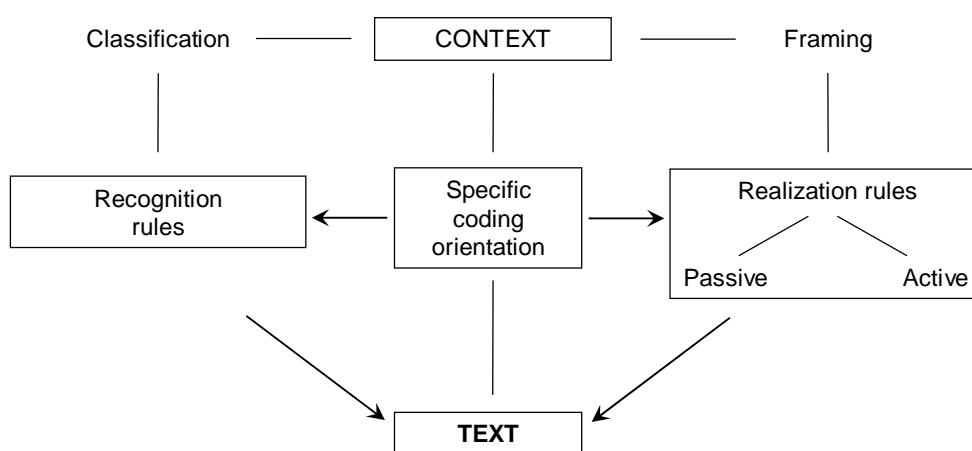 Classification
CONTEXT
Framing
Recognition
rules
Specific
coding
orientation
Realization rules
Passive
Active
TEXT